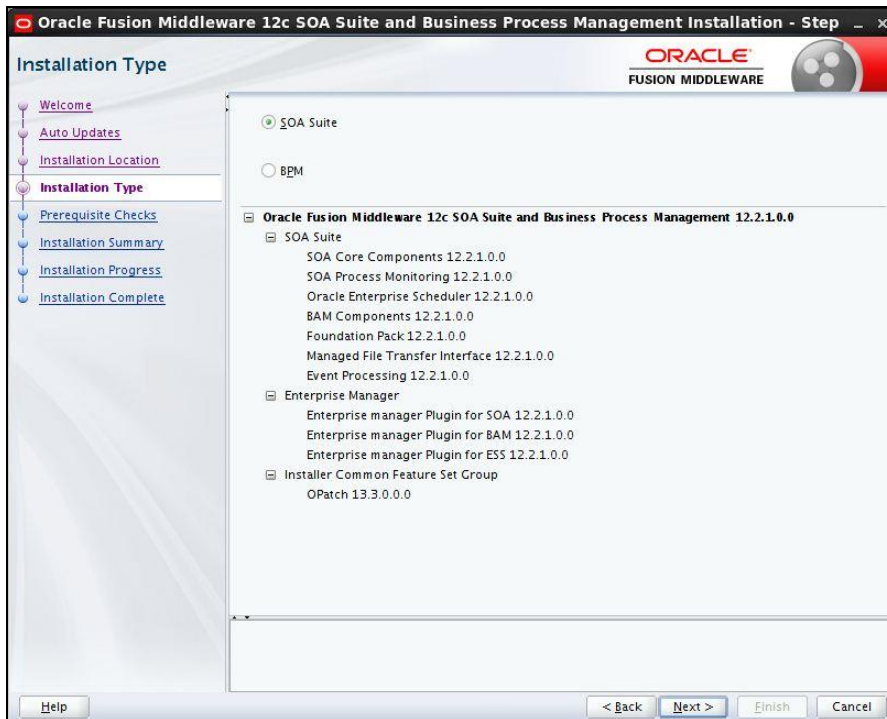 Oracle Fusion Middleware 12c SOA Suite and Business Process Management Installation - Step
Installation Type
ORACLE
FUSION MIDDLEWARE
Welcome
Auto Updates
Installation Location
Installation Type
Prerequisite Checks
Installation Summary
Installation Progress
Installation Complete
SOA Suite
BPM
Oracle Fusion Middleware 12c SOA Suite and Business Process Management 12.2.1.0.0
SOA Suite
SOA Core Components 12.2.1.0.0
SOA Process Monitoring 12.2.1.0.0
Oracle Enterprise Scheduler 12.2.1.0.0
BAM Components 12.2.1.0.0
Foundation Pack 12.2.1.0.0
Managed File Transfer Interface 12.2.1.0.0
Event Processing 12.2.1.0.0
Enterprise Manager
Enterprise manager Plugin for SOA 12.2.1.0.0
Enterprise manager Plugin for BAM 12.2.1.0.0
Enterprise manager Plugin for ESS 12.2.1.0.0
Installer Common Feature Set Group
OPatch 13.3.0.0.0
Help
< Back
Next >
Finish
Cancel